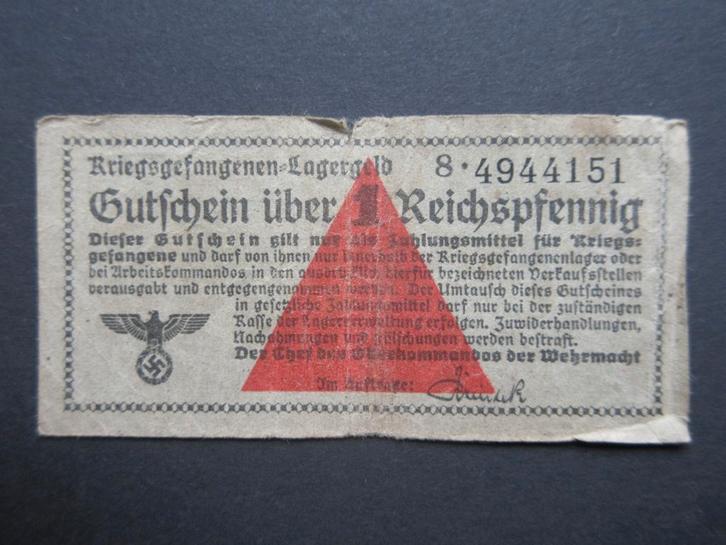 Kriegsgefangenen-Lagergeld 8·4944151
Gutschein über 1 Reichspfennig
Dieser Gutschein gilt nur als Zahlungsmittel für Kriegs-
gefangene und darf von ihnen nur innerhalb der Kriegsgefangenenlager oder
bei Arbeitskommandos in den ausdrücklich hierfür bezeichneten Verkaufsstellen
verausgabt und entgegengenommen werden. Der Umtausch dieses Gutscheines
in gesetzliche Zahlungsmittel darf nur bei der zuständigen
Kasse der Lagerverwaltung erfolgen. Zuwiderhandlungen,
Nachahmungen und Fälschungen werden bestraft.
Der Chef des Oberkommandos der Wehrmacht
Im Auftrage: